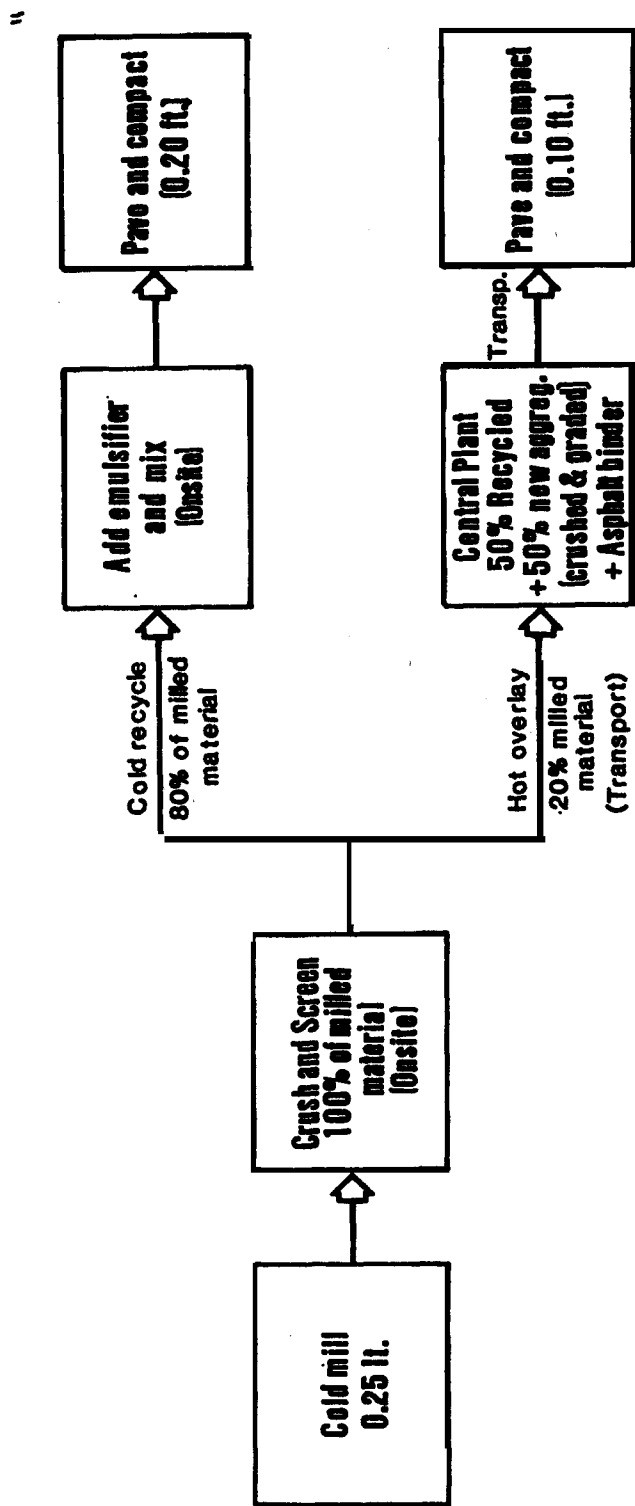 Cold mill
0.25 ft.
Crush and Screen
100% of milled
material
(Onsite)
Cold recycle
80% of milled
material
Add emulsifier
and mix
(Onsite)
Pave and compact
(0.20 ft.)
Hot overlay
20% milled
material
(Transport)
Central Plant
50% Recycled
+50% new aggreg.
(crushed & graded)
+ Asphalt binder
Transp.
Pave and compact
(0.10 ft.)